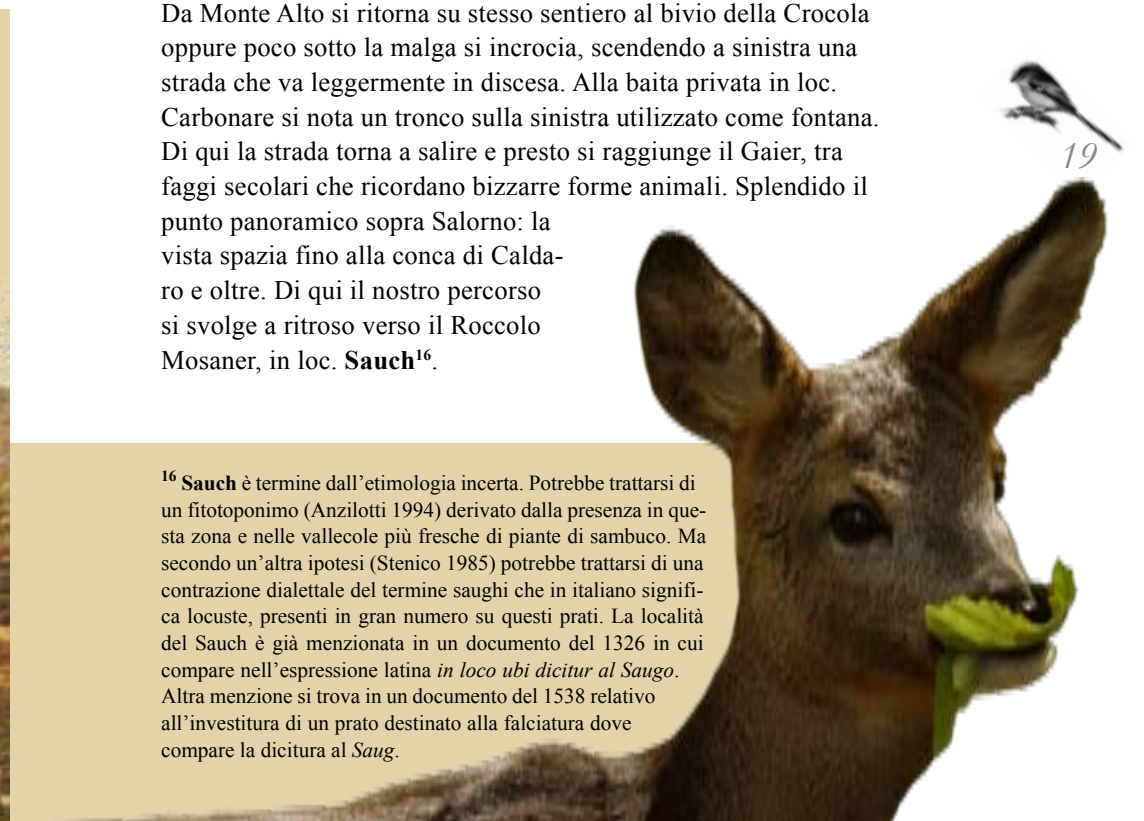 Da Monte Alto si ritorna su stesso sentiero al bivio della Crocola
oppure poco sotto la malga si incrocia, scendendo a sinistra una
strada che va leggermente in discesa. Alla baita privata in loc.
Carbonare si nota un tronco sulla sinistra utilizzato come fontana.
Di qui la strada torna a salire e presto si raggiunge il Gaier, tra
faggi secolari che ricordano bizzarre forme animali. Splendido il
punto panoramico sopra Salorno: la
vista spazia fino alla conca di Calda-
ro e oltre. Di qui il nostro percorso
si svolge a ritroso verso il Roccolo
Mosaner, in loc. Sauch16.
19
16 Sauch è termine dall’etimologia incerta. Potrebbe trattarsi di
un fitotoponimo (Anzilotti 1994) derivato dalla presenza in que-
sta zona e nelle vallecole più fresche di piante di sambuco. Ma
secondo un’altra ipotesi (Stenico 1985) potrebbe trattarsi di una
contrazione dialettale del termine saughi che in italiano signifi-
ca locuste, presenti in gran numero su questi prati. La località
del Sauch è già menzionata in un documento del 1326 in cui
compare nell’espressione latina in loco ubi dicitur al Saugo.
Altra menzione si trova in un documento del 1538 relativo
all’investitura di un prato destinato alla falciatura dove
compare la dicitura al Saug.